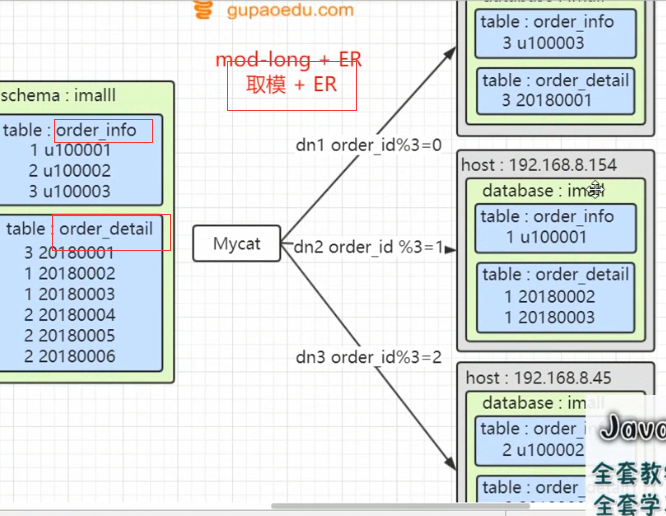 gupaoedu.com
mod-long + ER
取模 + ER
schema : imalll
table : order_info
1 u100001
2 u100002
3 u100003
table : order_detail
3 20180001
1 20180002
1 20180003
2 20180004
2 20180005
2 20180006
Mycat
dn1 order_id%3=0
dn2 order_id %3=1
dn3 order_id%3=2
table : order_info
3 u100003
table : order_detail
3 20180001
host : 192.168.8.154
database :
table : order_info
1 u100001
table : order_detail
1 20180002
1 20180003
host : 192.168.8.45
database :
table :
2 u100002
table :
Java
全套教
全套学